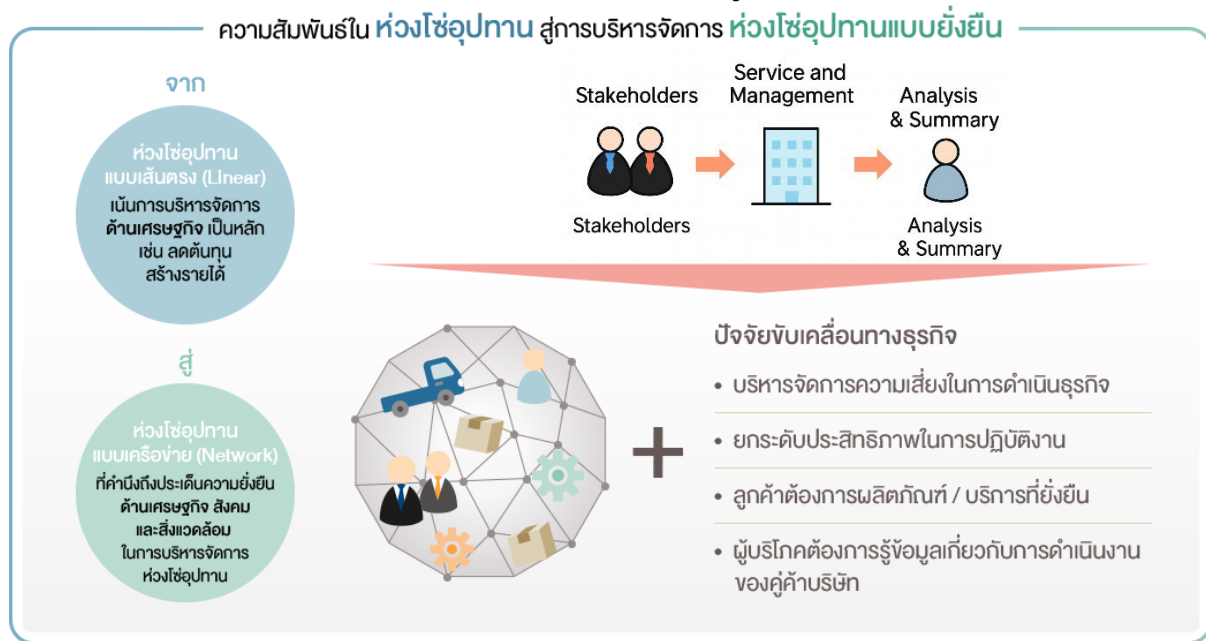 ความสัมพันธ์ใน ห่วงโซ่อุปทาน สู่การบริหารจัดการ ห่วงโซ่อุปทานแบบยั่งยืน
จาก
ห่วงโซ่อุปทาน
แบบเส้นตรง (Linear)
เน้นการบริหารจัดการ
ด้านเศรษฐกิจ เป็นหลัก
เช่น ลดต้นทุน
สร้างรายได้
Stakeholders
Service and
Management
Analysis
& Summary
Stakeholders
Analysis
& Summary
สู่
ห่วงโซ่อุปทาน
แบบเครือข่าย (Network)
ที่คำนึงถึงประเด็นความยั่งยืน
ด้านเศรษฐกิจ สังคม
และสิ่งแวดล้อม
ในการบริหารจัดการ
ห่วงโซ่อุปทาน
+
ปัจจัยขับเคลื่อนทางธุรกิจ
• บริหารจัดการความเสี่ยงในการดำเนินธุรกิจ
• ยกระดับประสิทธิภาพในการปฏิบัติงาน
• ลูกค้าต้องการผลิตภัณฑ์ / บริการที่ยั่งยืน
• ผู้บริโภคต้องการรู้ข้อมูลเกี่ยวกับการดำเนินงาน
ของคู่ค้าบริษัท